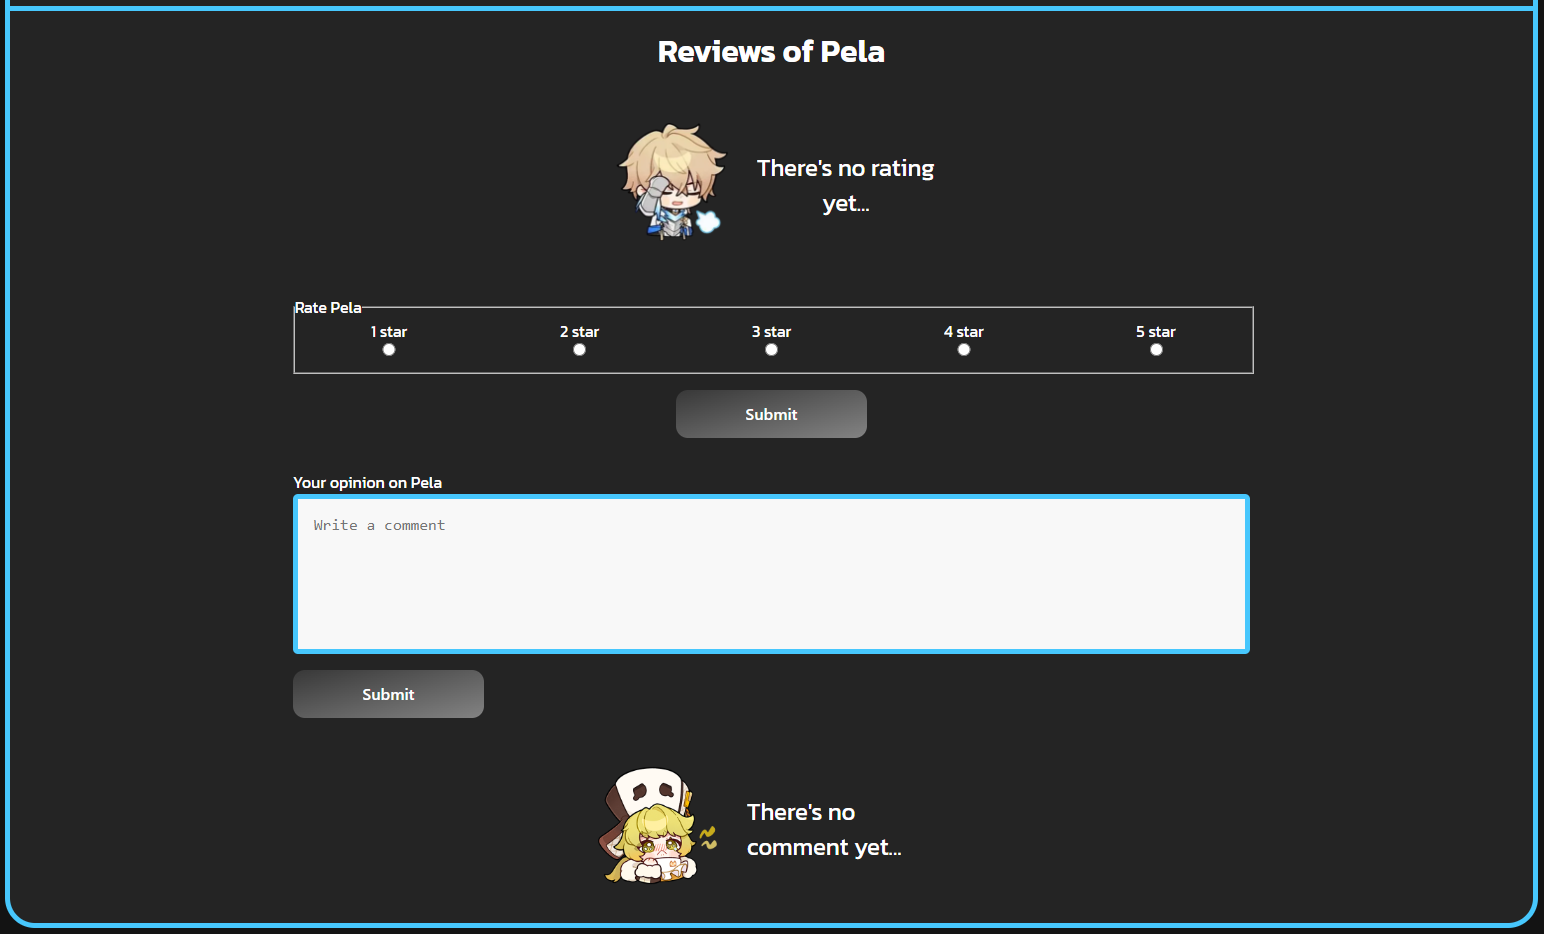 Reviews of Pela
There's no rating
yet...
Rate Pela
1 star 2 star 3 star 4 star 5 star
Submit
Your opinion on Pela
Write a comment
Submit
There's no
comment yet...